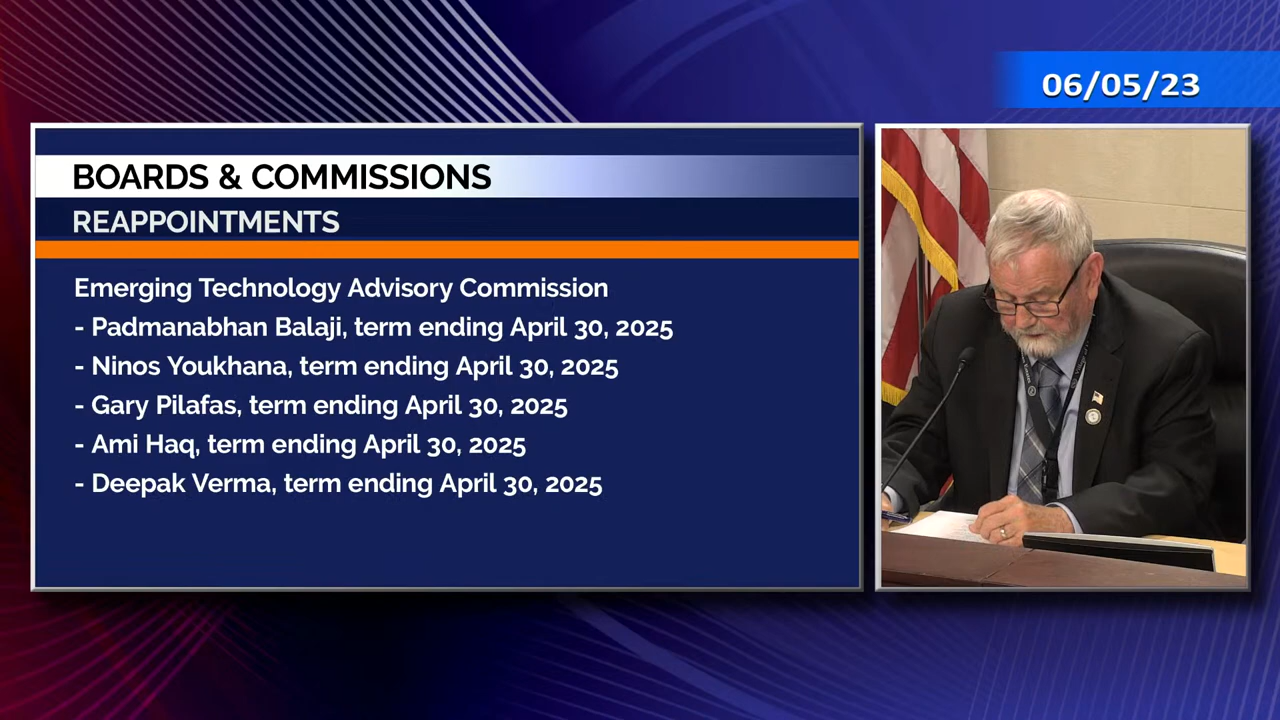 06/05/23
BOARDS & COMMISSIONS
REAPPOINTMENTS
Emerging Technology Advisory Commission
- Padmanabhan Balaji, term ending April 30, 2025
- Ninos Youkhana, term ending April 30, 2025
- Gary Pilafas, term ending April 30, 2025
- Ami Haq, term ending April 30, 2025
- Deepak Verma, term ending April 30, 2025